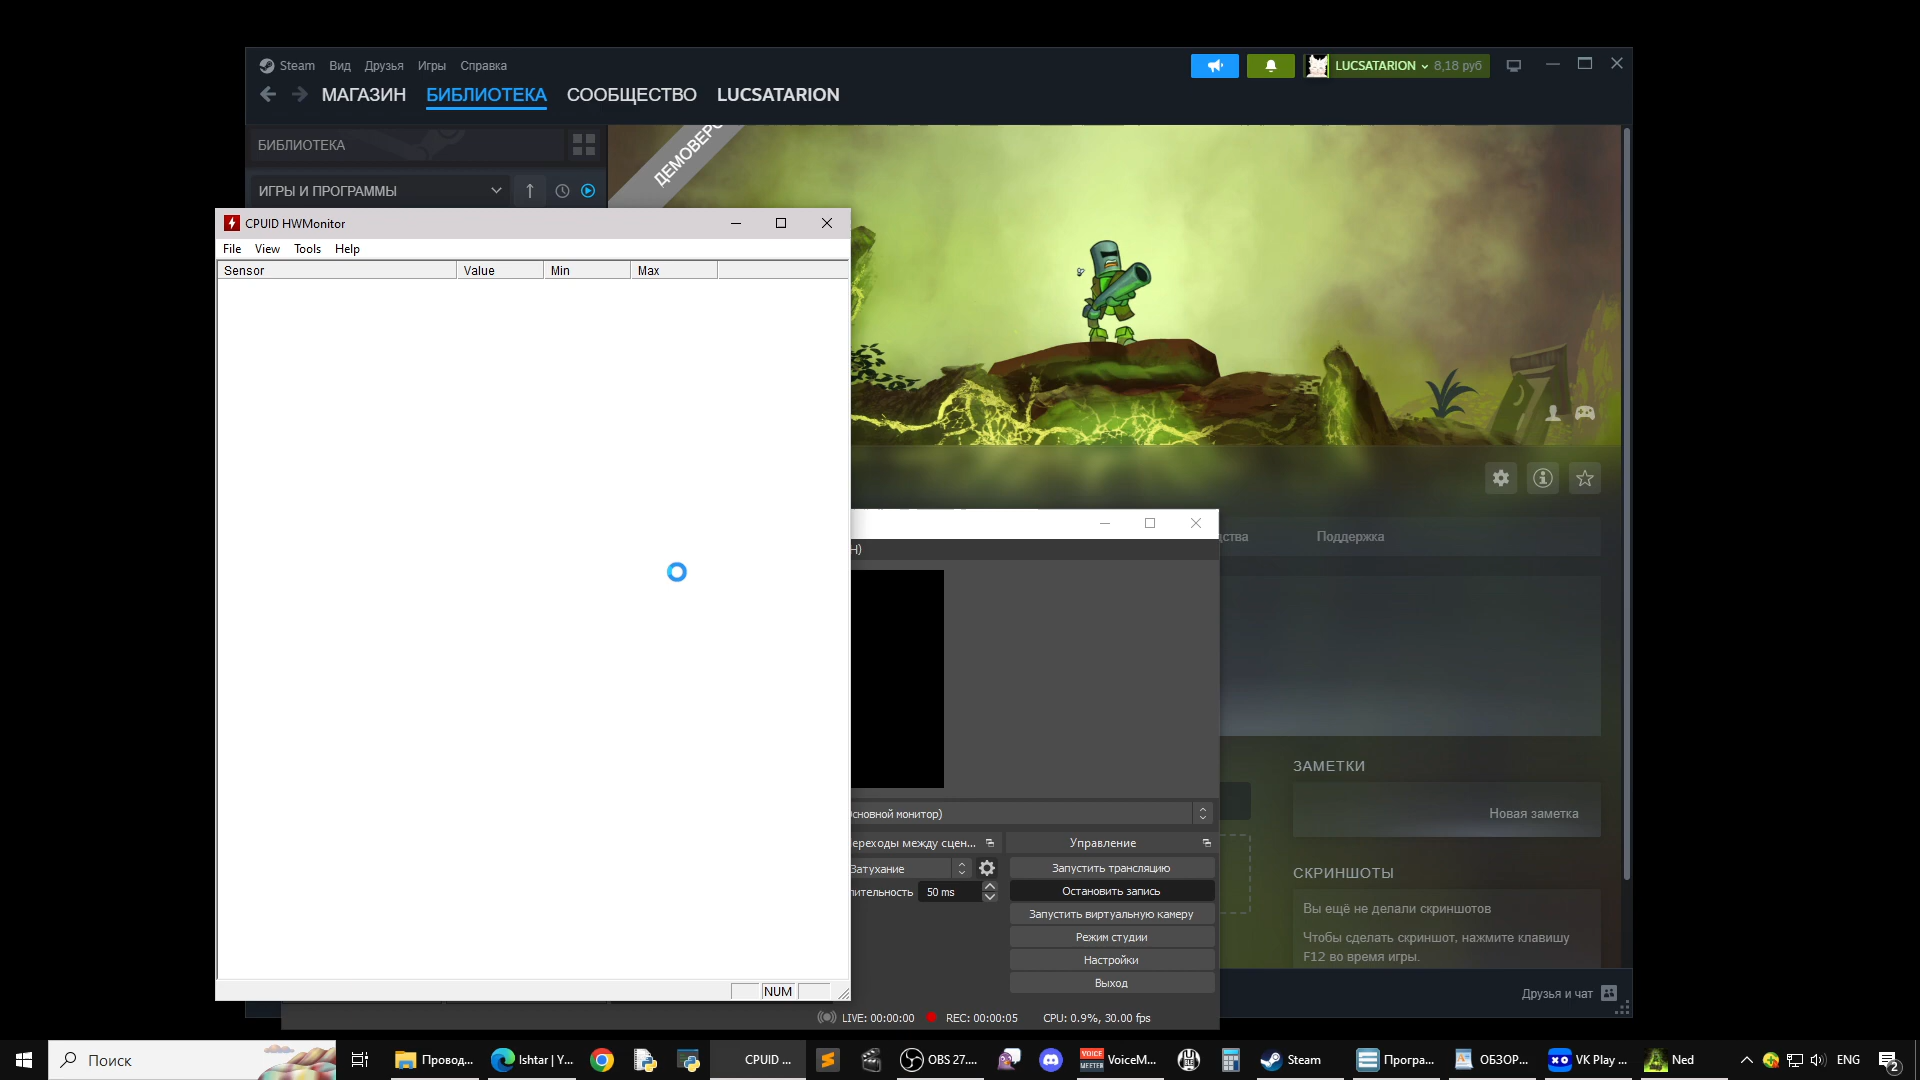 Steam Вид Друзья Игры Справка
LUCSATARION 8,18 руб
МАГАЗИН БИБЛИОТЕКА СООБЩЕСТВО LUCSATARION
БИБЛИОТЕКА
ИГРЫ И ПРОГРАММЫ
CPUID HWMonitor
File View Tools Help
Sensor Value Min Max
NUM
Поддержка
ЗАМЕТКИ
Новая заметка
СКРИНШОТЫ
Вы ещё не делали скриншотов
Чтобы сделать скриншот, нажмите клавишу
F12 во время игры.
Друзья и чат
сновной монитор)
ереходы между сцен...
Управление
Затухание
лительность 50 ms
Запустить трансляцию
Остановить запись
Запустить виртуальную камеру
Режим студии
Настройки
Выход
LIVE: 00:00:00 REC: 00:00:05 CPU: 0.9%, 30.00 fps
Поиск
Провод...
Ishtar | Y...
CPUID ...
OBS 27....
VOICE MEETER
VoiceM...
Steam
Програ...
ОБЗОР...
VK Play ...
Ned
ENG
2